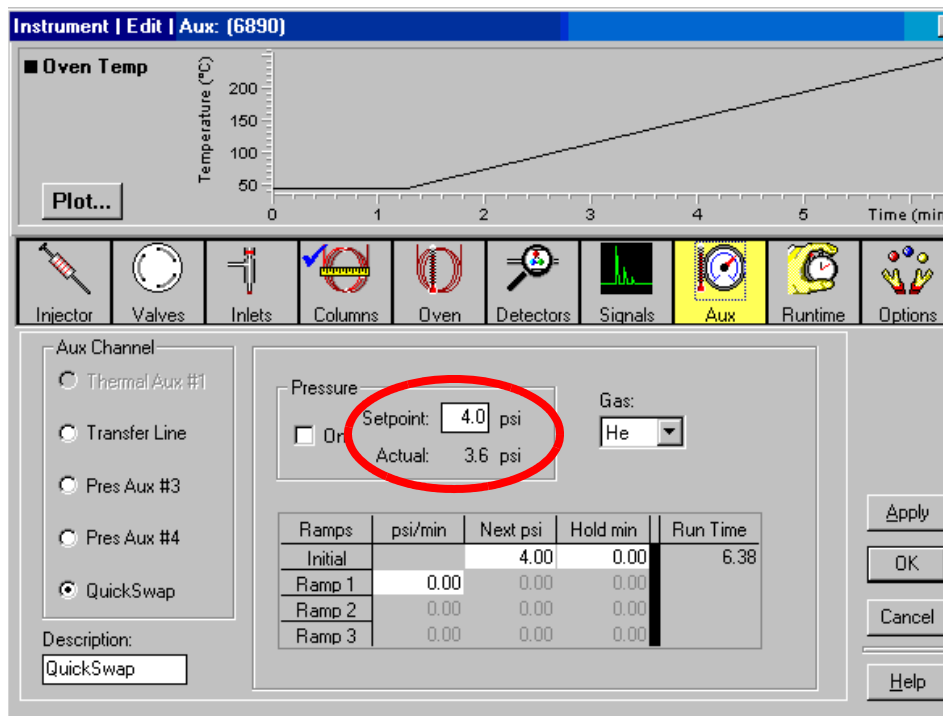 Instrument | Edit | Aux: (6890)
Oven Temp
Temperature (°C)
200
150
100
50
Plot...
0 1 2 3 4 5 Time (min
Injector Valves Inlets Columns Oven Detectors Signals Aux Runtime Options
Aux Channel
Thermal Aux #1
Transfer Line
Pres Aux #3
Pres Aux #4
QuickSwap
Description:
QuickSwap
Pressure
On
Setpoint: 4.0 psi
Actual: 3.6 psi
Gas:
He
Ramps psi/min Next psi Hold min Run Time
Initial 4.00 0.00 6.38
Ramp 1 0.00 0.00 0.00
Ramp 2 0.00 0.00 0.00
Ramp 3 0.00 0.00 0.00
Apply
OK
Cancel
Help